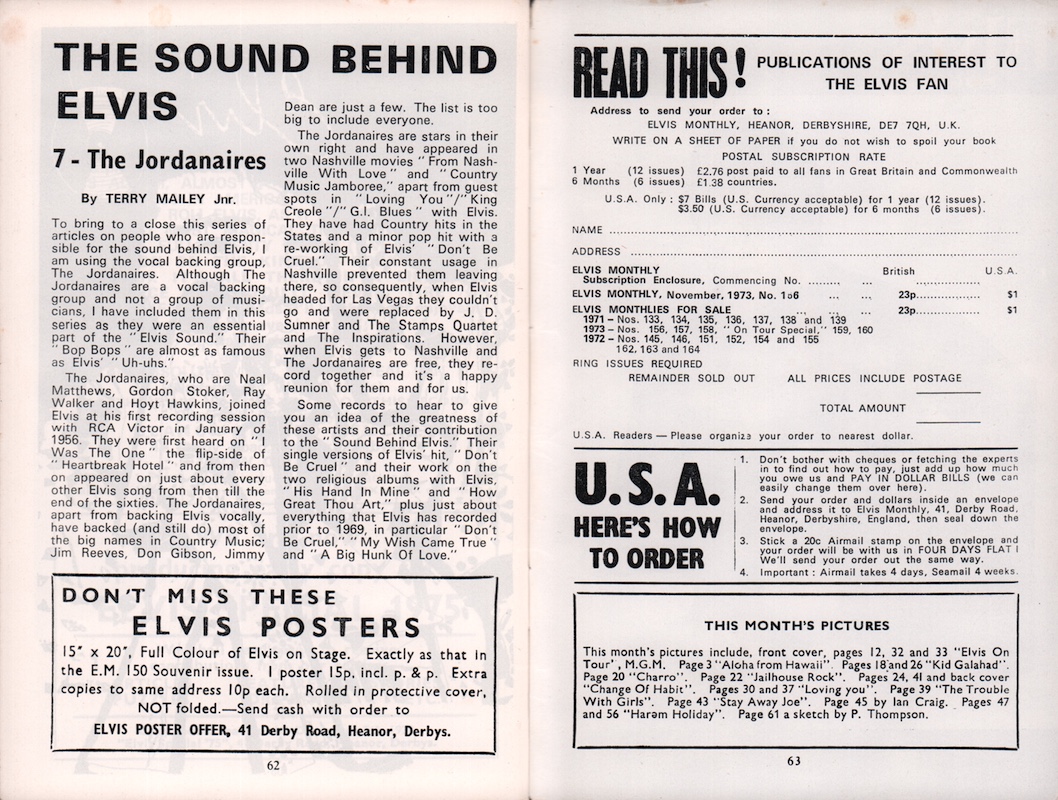 THE SOUND BEHIND
ELVIS
7 - The Jordanaires
By TERRY MAILEY Jnr.
To bring to a close this series of
articles on people who are respon-
sible for the sound behind Elvis, I
am using the vocal backing group,
The Jordanaires. Although The
Jordanaires are a vocal backing
group and not a group of musi-
cians, I have included them in this
series as they were an essential
part of the "Elvis Sound." Their
"Bop Bops" are almost as famous
as Elvis' "Uh-uhs."
The Jordanaires, who are Neal
Matthews, Gordon Stoker, Ray
Walker and Hoyt Hawkins, joined
Elvis at his first recording session
with RCA Victor in January of
1956. They were first heard on "I
Was The One" the flip-side of
"Heartbreak Hotel" and from then
on appeared on just about every
other Elvis song from then till the
end of the sixties. The Jordanaires,
apart from backing Elvis vocally,
have backed (and still do) most of
the big names in Country Music;
Jim Reeves, Don Gibson, Jimmy
Dean are just a few. The list is too
big to include everyone.
The Jordanaires are stars in their
own right and have appeared in
two Nashville movies "From Nash-
ville With Love" and "Country
Music Jamboree," apart from guest
spots in "Loving You"/"King
Creole"/"G.I. Blues" with Elvis.
They have had Country hits in the
States and a minor pop hit with a
re-working of Elvis' "Don't Be
Cruel." Their constant usage in
Nashville prevented them leaving
there, so consequently, when Elvis
headed for Las Vegas they couldn't
go and were replaced by J. D.
Sumner and The Stamps Quartet
and The Inspirations. However,
when Elvis gets to Nashville and
The Jordanaires are free, they re-
cord together and it's a happy
reunion for them and for us.
Some records to hear to give
you an idea of the greatness of
these artists and their contribution
to the "Sound Behind Elvis." Their
single versions of Elvis' hit, "Don't
Be Cruel" and their work on the
two religious albums with Elvis,
"His Hand In Mine" and "How
Great Thou Art," plus just about
everything that Elvis has recorded
prior to 1969, in particular "Don't
Be Cruel," "My Wish Came True"
and "A Big Hunk Of Love."
DON'T MISS THESE
ELVIS POSTERS
15" x 20", Full Colour of Elvis on Stage. Exactly as that in
the E.M. 150 Souvenir issue. 1 poster 15p, incl. p. & p. Extra
copies to same address 10p each. Rolled in protective cover,
NOT folded.—Send cash with order to
ELVIS POSTER OFFER, 41 Derby Road, Heanor, Derbys.
62
READ THIS! PUBLICATIONS OF INTEREST TO
THE ELVIS FAN
Address to send your order to :
ELVIS MONTHLY, HEANOR, DERBYSHIRE, DE7 7QH, U.K.
WRITE ON A SHEET OF PAPER if you do not wish to spoil your book
POSTAL SUBSCRIPTION RATE
1 Year (12 issues) £2.76 post paid to all fans in Great Britain and Commonwealth
6 Months (6 issues) £1.38 countries.
U.S.A. Only : $7 Bills (U.S. Currency acceptable) for 1 year (12 issues).
$3.50 (U.S. Currency acceptable) for 6 months (6 issues).
NAME
ADDRESS
ELVIS MONTHLY British U.S.A.
Subscription Enclosure, Commencing No. ......... ...
ELVIS MONTHLY, November, 1973, No. 166 ... ... 23p................ $1
ELVIS MONTHLIES FOR SALE ... ... 23p................ $1
1971 — Nos. 133, 134, 135, 136, 137, 138 and 139
1973 — Nos. 156, 157, 158, "On Tour Special," 159, 160
1972 — Nos. 145, 146, 151, 152, 154 and 155
162, 163 and 164
RING ISSUES REQUIRED
REMAINDER SOLD OUT ALL PRICES INCLUDE POSTAGE
TOTAL AMOUNT
U.S.A. Readers — Please organize your order to nearest dollar.
U.S.A.
HERE'S HOW
TO ORDER
1. Don't bother with cheques or fetching the experts
in to find out how to pay, just add up how much
you owe us and PAY IN DOLLAR BILLS (we can
easily change them over here).
2. Send your order and dollars inside an envelope
and address it to Elvis Monthly, 41, Derby Road,
Heanor, Derbyshire, England, then seal down the
envelope.
3. Stick a 20c Airmail stamp on the envelope and
your order will be with us in FOUR DAYS FLAT !
We'll send your order out the same way.
4. Important : Airmail takes 4 days, Seamail 4 weeks.
THIS MONTH'S PICTURES
This month's pictures include, front cover, pages 12, 32 and 33 "Elvis On
Tour', M.G.M. Page 3 "Aloha from Hawaii". Pages 18 and 26 "Kid Galahad".
Page 20 "Charro". Page 22 "Jailhouse Rock". Pages 24, 41 and back cover
"Change Of Habit". Pages 30 and 37 "Loving you". Page 39 "The Trouble
With Girls". Page 43 "Stay Away Joe". Page 45 by Ian Craig. Pages 47
and 56 "Harem Holiday". Page 61 a sketch by P. Thompson.
63